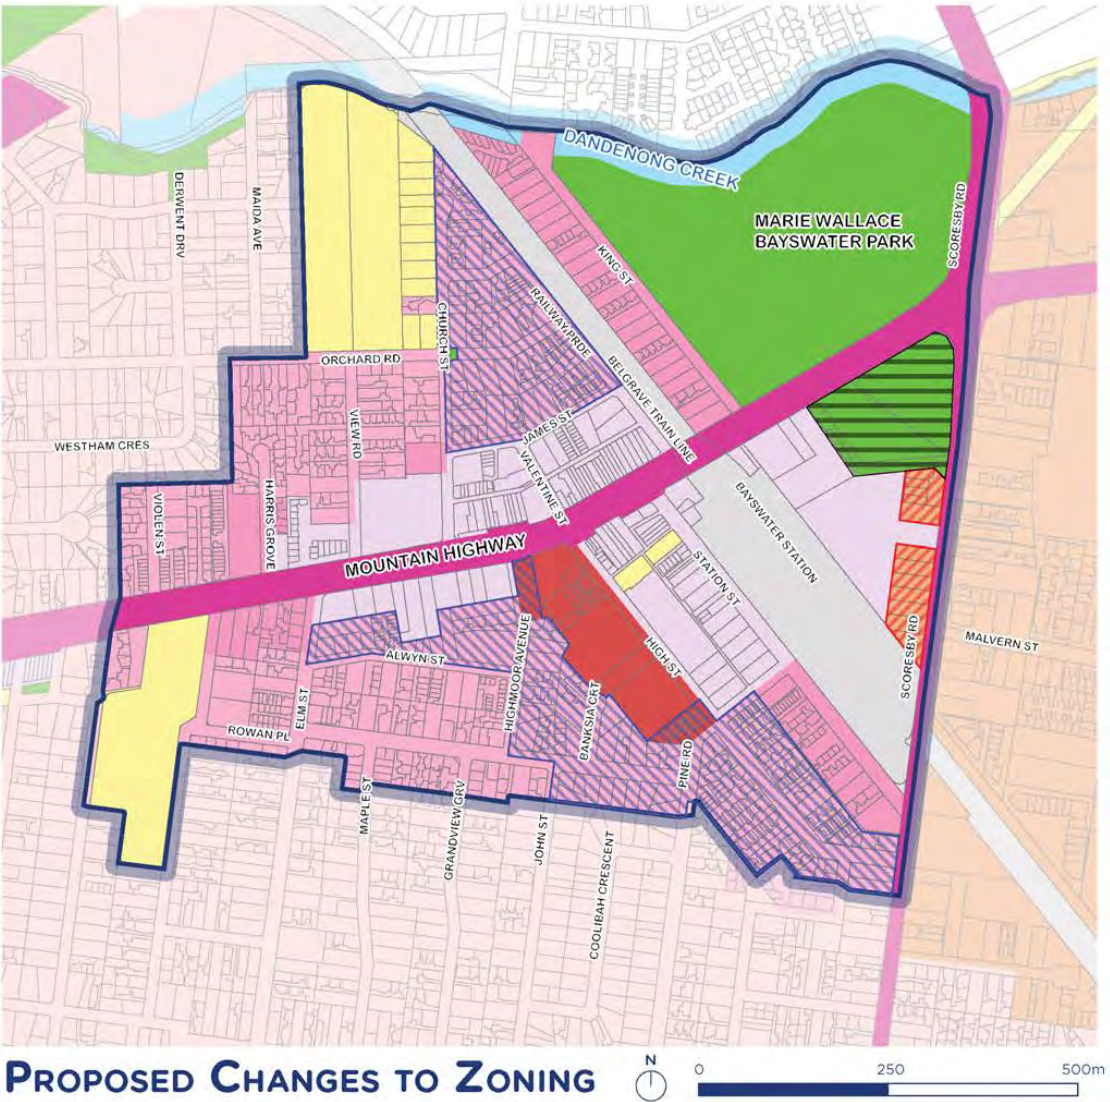 DANDENONG CREEK
DERWENT DRV
MAIDA AVE
SCORESBY RD
MARIE WALLACE
BAYSWATER PARK
KING ST
RAILWAY PRDE
CHURCH ST
ORCHARD RD
BELGRAVE TRAIN LINE
VIEW RD
JAMES ST
WESTHAM CRES
VALENTINE ST
HARRIS GROVE
VIOLEN ST
BAYSWATER STATION
MOUNTAIN HIGHWAY
STATION ST
HIGHMOOR AVENUE
SCORESBY RD
MALVERN ST
HIGH ST
ALWYN ST
BANKSIA CRT
ELM ST
ROWAN PL
PINE RD
MAPLE ST
GRANDVIEW GRV
JOHN ST
COOLIBAH CRESCENT
PROPOSED CHANGES TO ZONING
N
0 250 500m